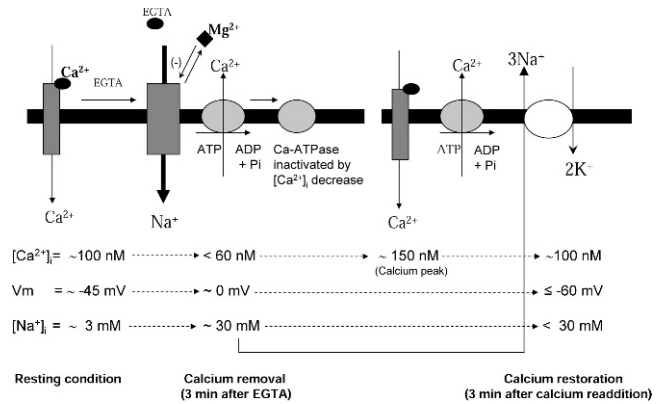 EGTA
Mg²⁺
(-)
Ca²⁺
Ca²⁺
EGTA
ATP
ADP
+ Pi
Ca-ATPase
inactivated by
[Ca²⁺]ᵢ decrease
Ca²⁺
Na⁺
Ca²⁺
3Na⁺
ATP
ADP
+ Pi
2K⁺
Ca²⁺
[Ca²⁺]ᵢ= ~100 nM < 60 nM ~ 150 nM ~100 nM
(Calcium peak)
Vm = ~ -45 mV ~ 0 mV ≤ -60 mV
[Na⁺]ᵢ= ~ 3 mM ~ 30 mM < 30 mM
Resting condition Calcium removal Calcium restoration
(3 min after EGTA) (3 min after calcium readdition)